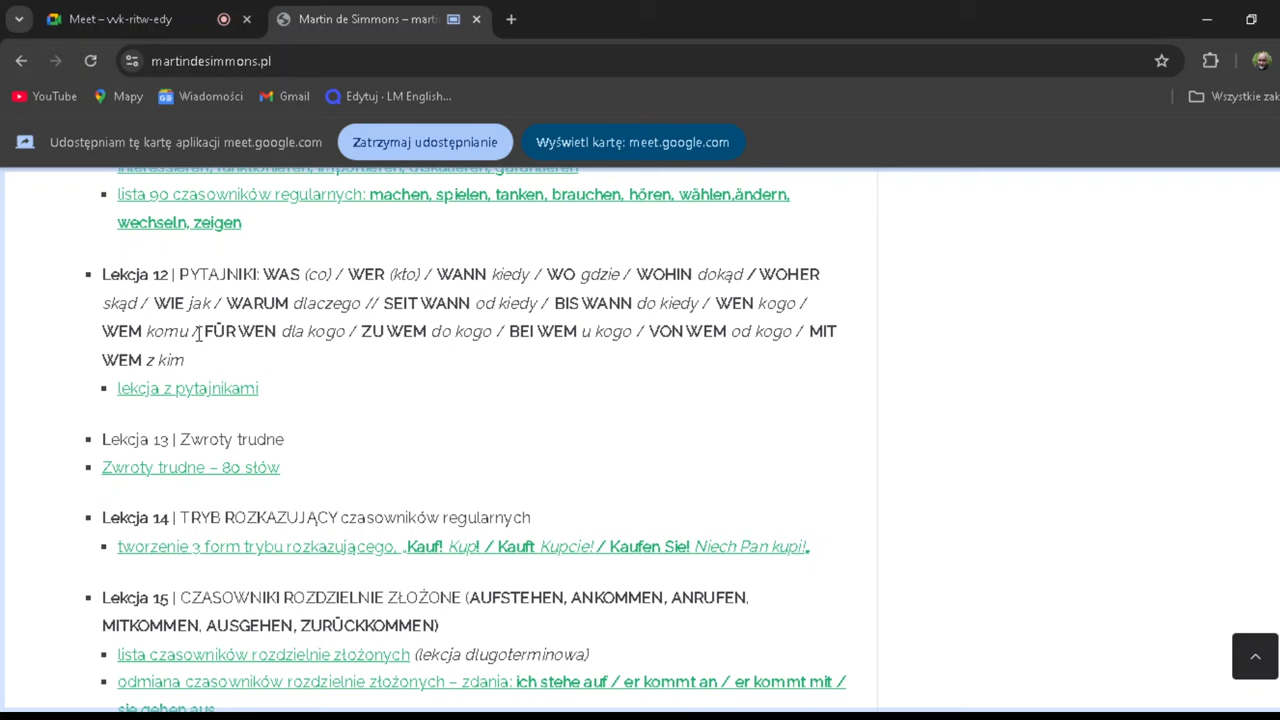 Meet – vvk-ritw-edy
Martin de Simmons – marti
martindesimmons.pl
YouTube
Mapy
Wiadomości
Gmail
Edytuj · LM English...
Wszystkie zak
Udostępniam tę kartę aplikacji meet.google.com
Zatrzymaj udostępnianie
Wyświetl kartę: meet.google.com
interessieren, funktionieren, importieren, diskutieren, garantieren
lista 90 czasowników regularnych: machen, spielen, tanken, brauchen, hören, wählen,ändern,
wechseln, zeigen
Lekcja 12 | PYTAJNIKI: WAS (co) / WER (kto) / WANN kiedy / WO gdzie / WOHIN dokąd / WOHER
skąd / WIE jak / WARUM dlaczego // SEIT WANN od kiedy / BIS WANN do kiedy / WEN kogo /
WEM komu / FÜR WEN dla kogo / ZU WEM do kogo / BEI WEM u kogo / VON WEM od kogo / MIT
WEM z kim
lekcja z pytajnikami
Lekcja 13 | Zwroty trudne
Zwroty trudne – 80 słów
Lekcja 14 | TRYB ROZKAZUJĄCY czasowników regularnych
tworzenie 3 form trybu rozkazującego, „Kauf! Kup! / Kauft Kupcie! / Kaufen Sie! Niech Pan kupi!„
Lekcja 15 | CZASOWNIKI ROZDZIELNIE ZŁOŻONE (AUFSTEHEN, ANKOMMEN, ANRUFEN,
MITKOMMEN, AUSGEHEN, ZURÜCKKOMMEN)
lista czasowników rozdzielnie złożonych (lekcja długoterminowa)
odmiana czasowników rozdzielnie złożonych – zdania: ich stehe auf / er kommt an / er kommt mit /
sie gehen aus